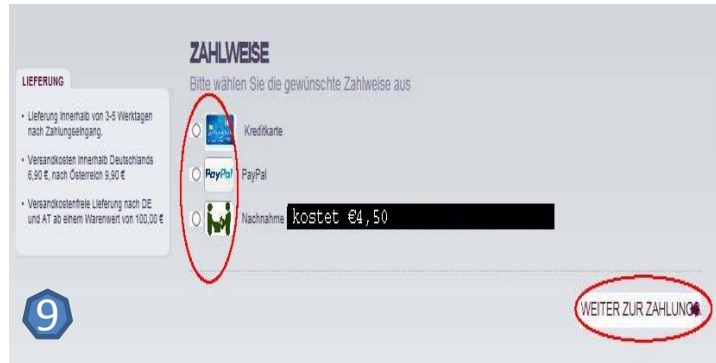 ZAHLWEISE
Bitte wählen Sie die gewünschte Zahlweise aus
LIEFERUNG
• Lieferung innerhalb von 3-5 Werktagen
nach Zahlungseingang.
• Versandkosten innerhalb Deutschlands
6,90 €, nach Österreich 9,90 €
• Versandkostenfreie Lieferung nach DE
und AT ab einem Warenwert von 100,00 €
Kreditkarte
PayPal PayPal
Nachnahme kostet €4,50
9
WEITER ZUR ZAHLUNG